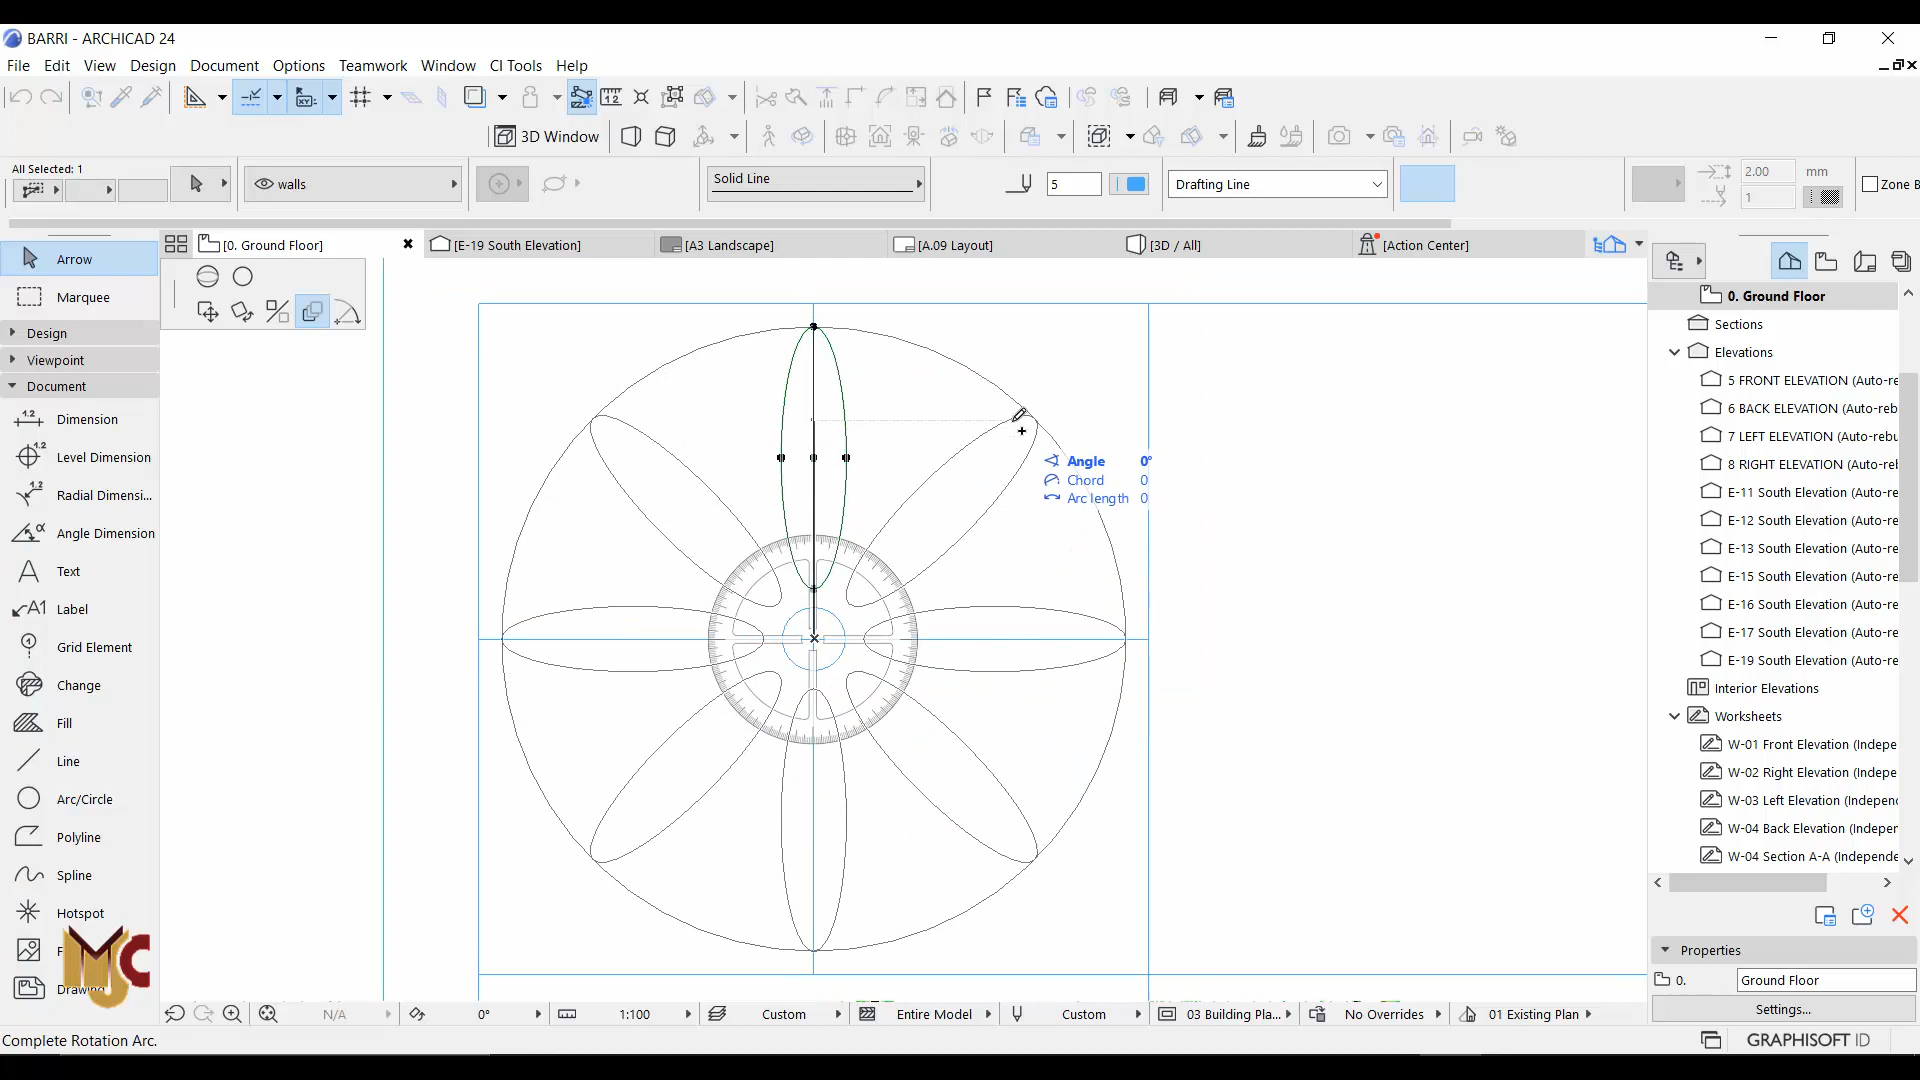 BARRI - ARCHICAD 24
File Edit View Design Document Options Teamwork Window CI Tools Help
3D Window
All Selected: 1
walls
Solid Line
5
Drafting Line
2.00 mm
1
Zone B
[0. Ground Floor]
[E-19 South Elevation]
[A3 Landscape]
[A.09 Layout]
[3D / All]
[Action Center]
Arrow
Marquee
Design
Viewpoint
Document
Dimension
Level Dimension
Radial Dimensi...
Angle Dimension
Text
Label
Grid Element
Change
Fill
Line
Arc/Circle
Polyline
Spline
Hotspot
F
Drawing
MJC
Angle 0°
Chord 0
Arc length 0
0. Ground Floor
Sections
Elevations
5 FRONT ELEVATION (Auto-re
6 BACK ELEVATION (Auto-reb
7 LEFT ELEVATION (Auto-rebu
8 RIGHT ELEVATION (Auto-rel
E-11 South Elevation (Auto-re
E-12 South Elevation (Auto-re
E-13 South Elevation (Auto-re
E-15 South Elevation (Auto-re
E-16 South Elevation (Auto-re
E-17 South Elevation (Auto-re
E-19 South Elevation (Auto-re
Interior Elevations
Worksheets
W-01 Front Elevation (Indepe
W-02 Right Elevation (Indepe
W-03 Left Elevation (Indepenc
W-04 Back Elevation (Indeper
W-04 Section A-A (Independe
Properties
0. Ground Floor
Settings...
N/A
0°
1:100
Custom
Entire Model
Custom
03 Building Pla...
No Overrides
01 Existing Plan
Complete Rotation Arc.
GRAPHISOFT ID